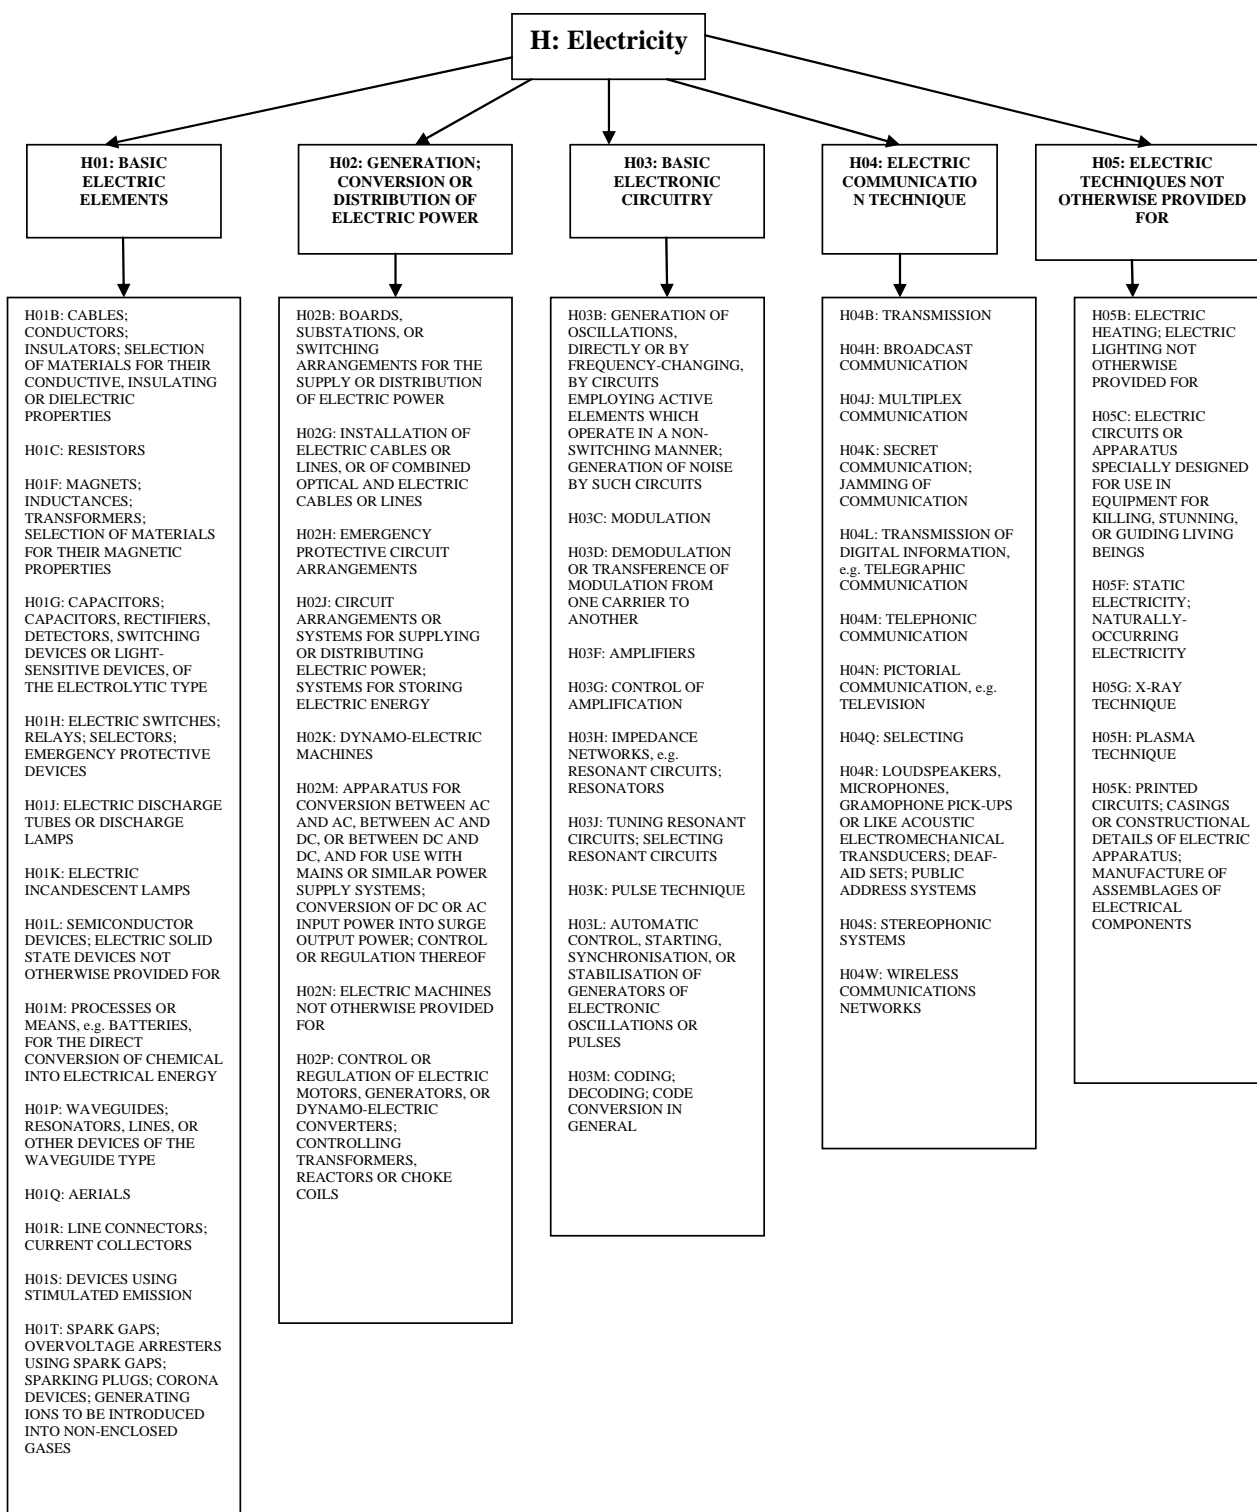 H: Electricity
H01: BASIC
ELECTRIC
ELEMENTS
H02: GENERATION;
CONVERSION OR
DISTRIBUTION OF
ELECTRIC POWER
H03: BASIC
ELECTRONIC
CIRCUITRY
H04: ELECTRIC
COMMUNICATIO
N TECHNIQUE
H05: ELECTRIC
TECHNIQUES NOT
OTHERWISE PROVIDED
FOR
H01B: CABLES;
CONDUCTORS;
INSULATORS; SELECTION
OF MATERIALS FOR THEIR
CONDUCTIVE, INSULATING
OR DIELECTRIC
PROPERTIES
H01C: RESISTORS
H01F: MAGNETS;
INDUCTANCES;
TRANSFORMERS;
SELECTION OF MATERIALS
FOR THEIR MAGNETIC
PROPERTIES
H01G: CAPACITORS;
CAPACITORS, RECTIFIERS,
DETECTORS, SWITCHING
DEVICES OR LIGHT-
SENSITIVE DEVICES, OF
THE ELECTROLYTIC TYPE
H01H: ELECTRIC SWITCHES;
RELAYS; SELECTORS;
EMERGENCY PROTECTIVE
DEVICES
H01J: ELECTRIC DISCHARGE
TUBES OR DISCHARGE
LAMPS
H01K: ELECTRIC
INCANDESCENT LAMPS
H01L: SEMICONDUCTOR
DEVICES; ELECTRIC SOLID
STATE DEVICES NOT
OTHERWISE PROVIDED FOR
H01M: PROCESSES OR
MEANS, e.g. BATTERIES,
FOR THE DIRECT
CONVERSION OF CHEMICAL
INTO ELECTRICAL ENERGY
H01P: WAVEGUIDES;
RESONATORS, LINES, OR
OTHER DEVICES OF THE
WAVEGUIDE TYPE
H01Q: AERIALS
H01R: LINE CONNECTORS;
CURRENT COLLECTORS
H01S: DEVICES USING
STIMULATED EMISSION
H01T: SPARK GAPS;
OVERVOLTAGE ARRESTERS
USING SPARK GAPS;
SPARKING PLUGS; CORONA
DEVICES; GENERATING
IONS TO BE INTRODUCED
INTO NON-ENCLOSED
GASES
H02B: BOARDS,
SUBSTATIONS, OR
SWITCHING
ARRANGEMENTS FOR THE
SUPPLY OR DISTRIBUTION
OF ELECTRIC POWER
H02G: INSTALLATION OF
ELECTRIC CABLES OR
LINES, OR OF COMBINED
OPTICAL AND ELECTRIC
CABLES OR LINES
H02H: EMERGENCY
PROTECTIVE CIRCUIT
ARRANGEMENTS
H02J: CIRCUIT
ARRANGEMENTS OR
SYSTEMS FOR SUPPLYING
OR DISTRIBUTING
ELECTRIC POWER;
SYSTEMS FOR STORING
ELECTRIC ENERGY
H02K: DYNAMO-ELECTRIC
MACHINES
H02M: APPARATUS FOR
CONVERSION BETWEEN AC
AND AC, BETWEEN AC AND
DC, OR BETWEEN DC AND
DC, AND FOR USE WITH
MAINS OR SIMILAR POWER
SUPPLY SYSTEMS;
CONVERSION OF DC OR AC
INPUT POWER INTO SURGE
OUTPUT POWER; CONTROL
OR REGULATION THEREOF
H02N: ELECTRIC MACHINES
NOT OTHERWISE PROVIDED
FOR
H02P: CONTROL OR
REGULATION OF ELECTRIC
MOTORS, GENERATORS, OR
DYNAMO-ELECTRIC
CONVERTERS;
CONTROLLING
TRANSFORMERS,
REACTORS OR CHOKE
COILS
H03B: GENERATION OF
OSCILLATIONS,
DIRECTLY OR BY
FREQUENCY-CHANGING,
BY CIRCUITS
EMPLOYING ACTIVE
ELEMENTS WHICH
OPERATE IN A NON-
SWITCHING MANNER;
GENERATION OF NOISE
BY SUCH CIRCUITS
H03C: MODULATION
H03D: DEMODULATION
OR TRANSFERENCE OF
MODULATION FROM
ONE CARRIER TO
ANOTHER
H03F: AMPLIFIERS
H03G: CONTROL OF
AMPLIFICATION
H03H: IMPEDANCE
NETWORKS, e.g.
RESONANT CIRCUITS;
RESONATORS
H03J: TUNING RESONANT
CIRCUITS; SELECTING
RESONANT CIRCUITS
H03K: PULSE TECHNIQUE
H03L: AUTOMATIC
CONTROL, STARTING,
SYNCHRONISATION, OR
STABILISATION OF
GENERATORS OF
ELECTRONIC
OSCILLATIONS OR
PULSES
H03M: CODING;
DECODING; CODE
CONVERSION IN
GENERAL
H04B: TRANSMISSION
H04H: BROADCAST
COMMUNICATION
H04J: MULTIPLEX
COMMUNICATION
H04K: SECRET
COMMUNICATION;
JAMMING OF
COMMUNICATION
H04L: TRANSMISSION OF
DIGITAL INFORMATION,
e.g. TELEGRAPHIC
COMMUNICATION
H04M: TELEPHONIC
COMMUNICATION
H04N: PICTORIAL
COMMUNICATION, e.g.
TELEVISION
H04Q: SELECTING
H04R: LOUDSPEAKERS,
MICROPHONES,
GRAMOPHONE PICK-UPS
OR LIKE ACOUSTIC
ELECTROMECHANICAL
TRANSDUCERS; DEAF-
AID SETS; PUBLIC
ADDRESS SYSTEMS
H04S: STEREOPHONIC
SYSTEMS
H04W: WIRELESS
COMMUNICATIONS
NETWORKS
H05B: ELECTRIC
HEATING; ELECTRIC
LIGHTING NOT
OTHERWISE
PROVIDED FOR
H05C: ELECTRIC
CIRCUITS OR
APPARATUS
SPECIALLY DESIGNED
FOR USE IN
EQUIPMENT FOR
KILLING, STUNNING,
OR GUIDING LIVING
BEINGS
H05F: STATIC
ELECTRICITY;
NATURALLY-
OCCURRING
ELECTRICITY
H05G: X-RAY
TECHNIQUE
H05H: PLASMA
TECHNIQUE
H05K: PRINTED
CIRCUITS; CASINGS
OR CONSTRUCTIONAL
DETAILS OF ELECTRIC
APPARATUS;
MANUFACTURE OF
ASSEMBLAGES OF
ELECTRICAL
COMPONENTS